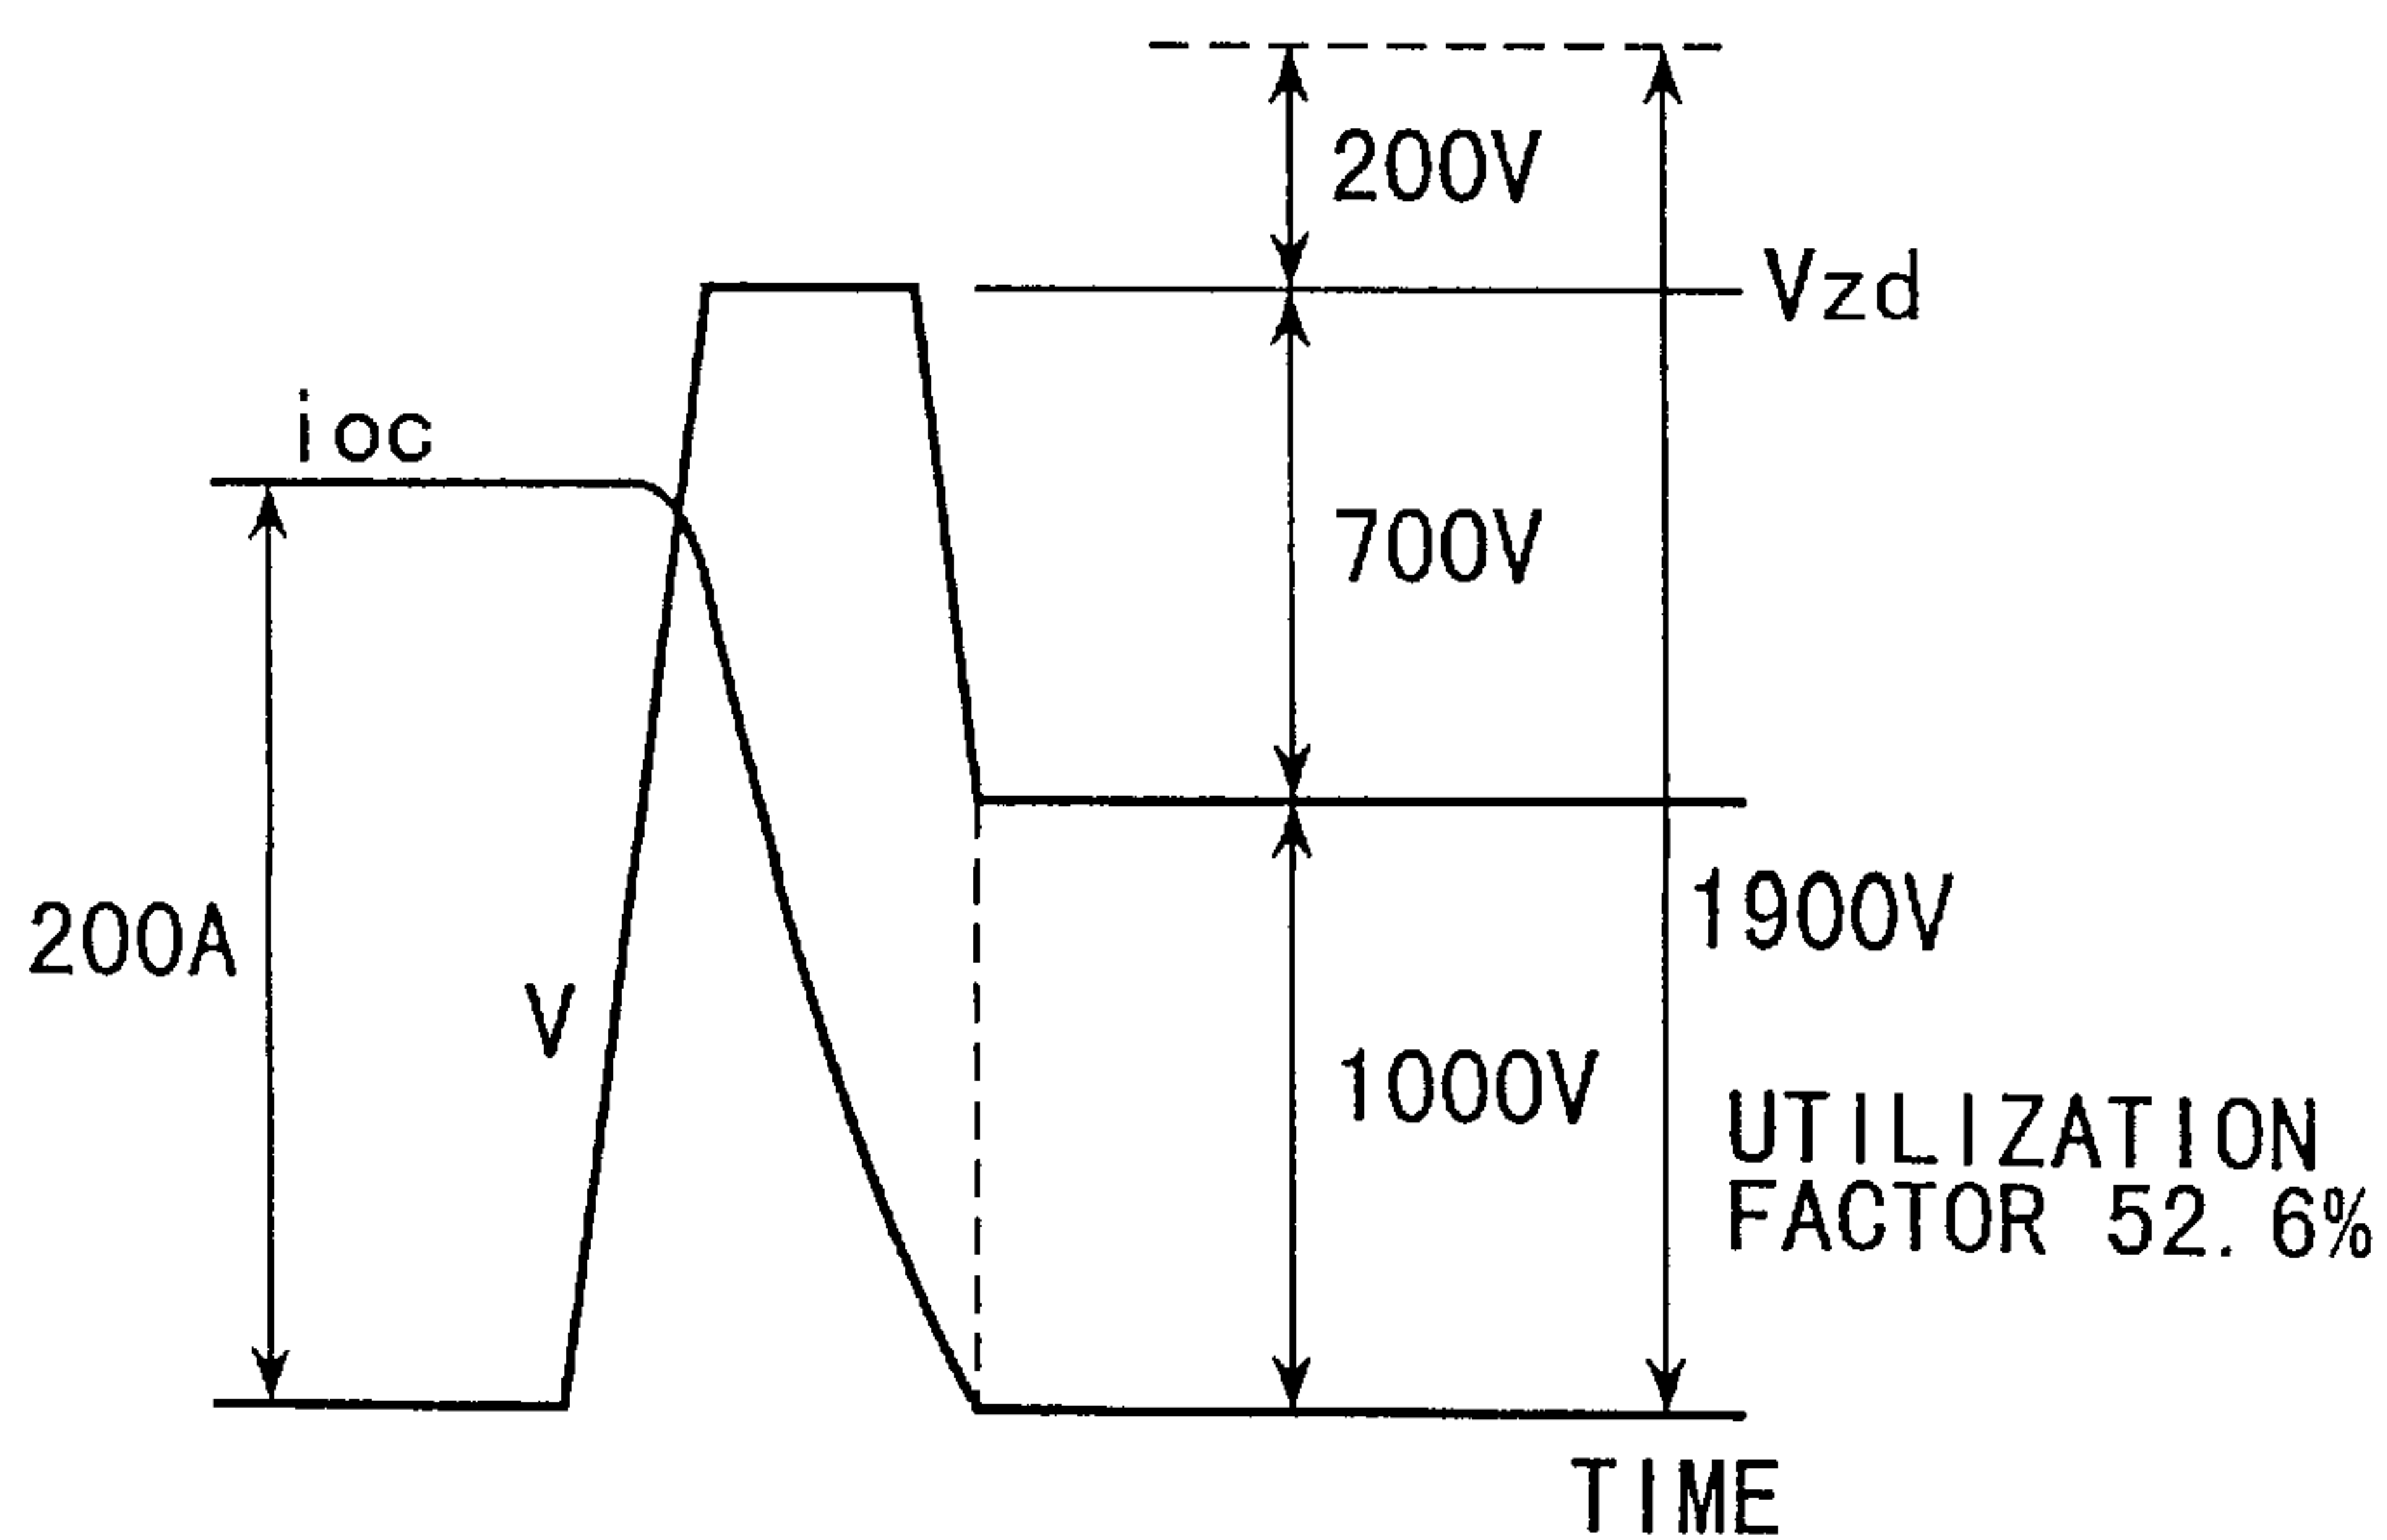 200V
Vzd
ioc
700V
1900V
200A
V
1000V
UTILIZATION
FACTOR 52.6%
TIME